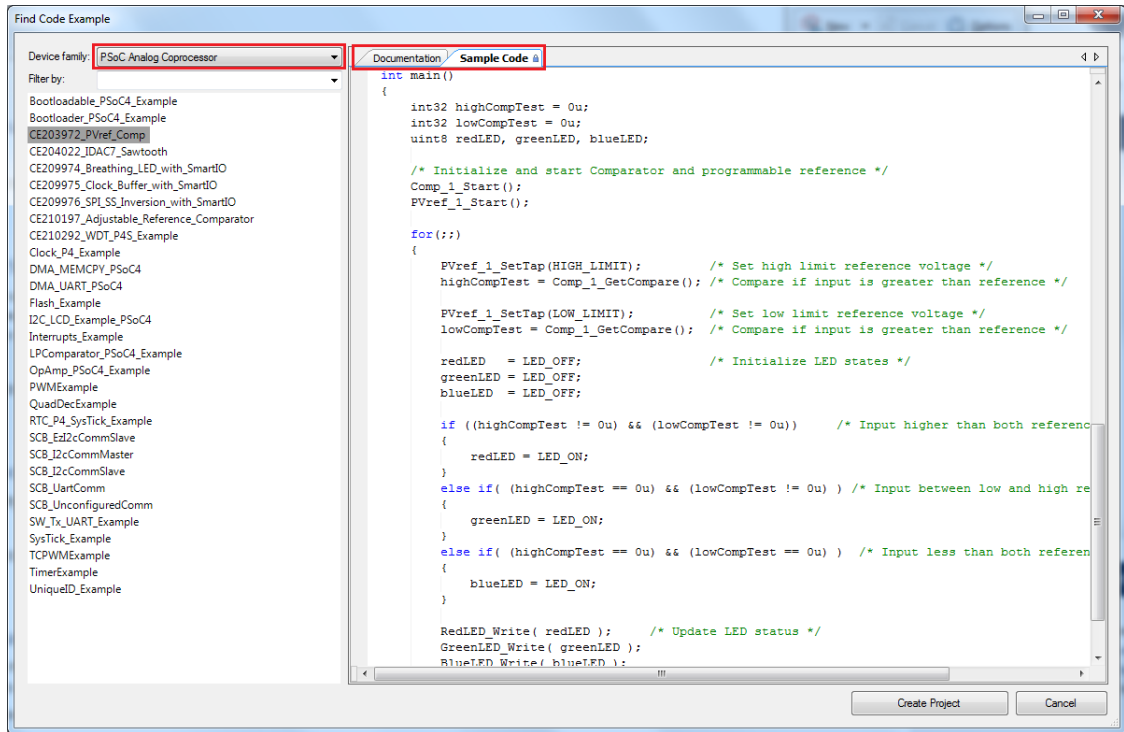 Find Code Example
Device family: PSoC Analog Coprocessor
Filter by:
Bootloadable_PSoC4_Example
Bootloader_PSoC4_Example
CE203972_PVref_Comp
CE204022_IDAC7_Sawtooth
CE209974_Breathing_LED_with_SmartIO
CE209975_Clock_Buffer_with_SmartIO
CE209976_SPI_SS_Inversion_with_SmartIO
CE210197_Adjustable_Reference_Comparator
CE210292_WDT_P4S_Example
Clock_P4_Example
DMA_MEMCPY_PSoC4
DMA_UART_PSoC4
Flash_Example
I2C_LCD_Example_PSoC4
Interrupts_Example
LPComparator_PSoC4_Example
OpAmp_PSoC4_Example
PWMExample
QuadDecExample
RTC_P4_SysTick_Example
SCB_EzI2cCommSlave
SCB_I2cCommMaster
SCB_I2cCommSlave
SCB_UartComm
SCB_UnconfiguredComm
SW_Tx_UART_Example
SysTick_Example
TCPWMExample
TimerExample
UniqueID_Example
Documentation Sample Code
int main()
{
int32 highCompTest = 0u;
int32 lowCompTest = 0u;
uint8 redLED, greenLED, blueLED;
/* Initialize and start Comparator and programmable reference */
Comp_1_Start();
PVref_1_Start();
for(;;)
{
PVref_1_SetTap(HIGH_LIMIT); /* Set high limit reference voltage */
highCompTest = Comp_1_GetCompare(); /* Compare if input is greater than reference */
PVref_1_SetTap(LOW_LIMIT); /* Set low limit reference voltage */
lowCompTest = Comp_1_GetCompare(); /* Compare if input is greater than reference */
redLED = LED_OFF; /* Initialize LED states */
greenLED = LED_OFF;
blueLED = LED_OFF;
if ((highCompTest != 0u) && (lowCompTest != 0u)) /* Input higher than both referenc
{
redLED = LED_ON;
}
else if( (highCompTest == 0u) && (lowCompTest != 0u) ) /* Input between low and high re
{
greenLED = LED_ON;
}
else if( (highCompTest == 0u) && (lowCompTest == 0u) ) /* Input less than both referen
{
blueLED = LED_ON;
}
RedLED_Write( redLED ); /* Update LED status */
GreenLED_Write( greenLED );
BlueLED_Write( blueLED );
Create Project Cancel